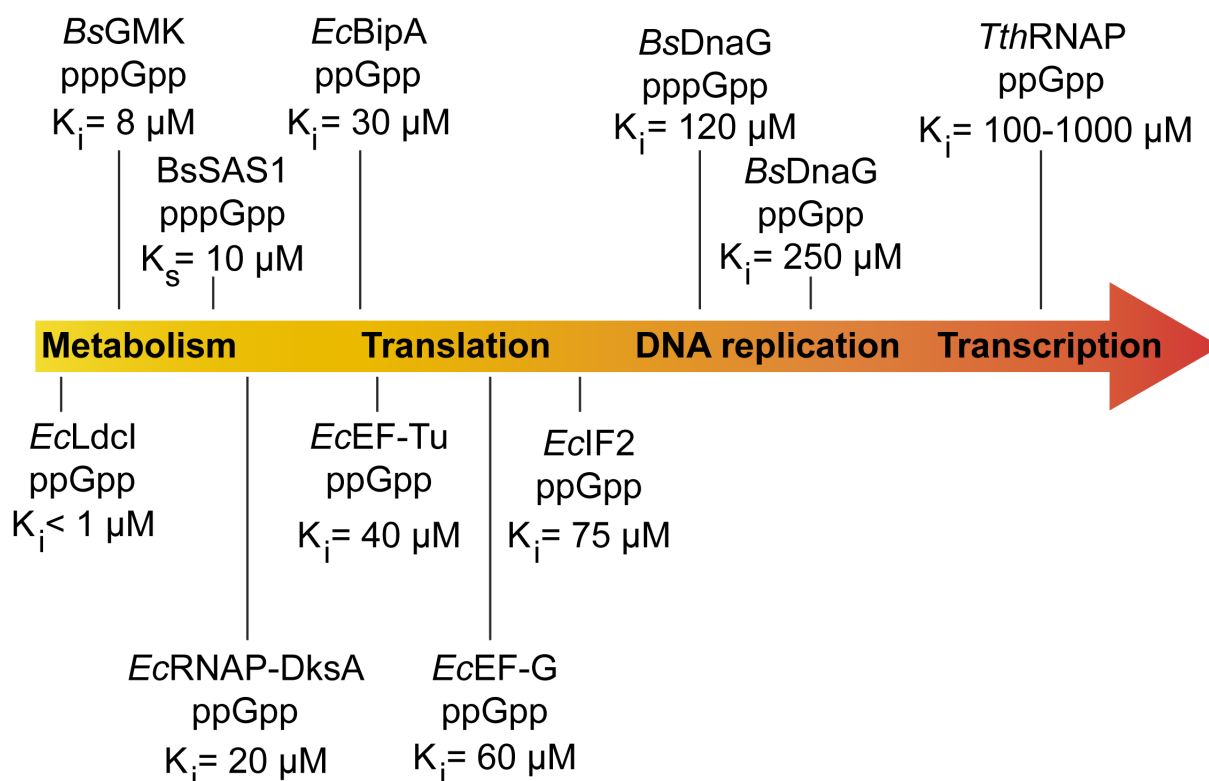 BsGMK
pppGpp
Ki= 8 µM
EcBipA
ppGpp
Ki= 30 µM
BsDnaG
pppGpp
Ki= 120 µM
TthRNAP
ppGpp
Ki= 100-1000 µM
BsSAS1
pppGpp
Ks= 10 µM
BsDnaG
ppGpp
Ki= 250 µM
Metabolism
Translation
DNA replication
Transcription
EcLdcI
ppGpp
Ki< 1 µM
EcEF-Tu
ppGpp
Ki= 40 µM
EcIF2
ppGpp
Ki= 75 µM
EcRNAP-DksA
ppGpp
Ki= 20 µM
EcEF-G
ppGpp
Ki= 60 µM